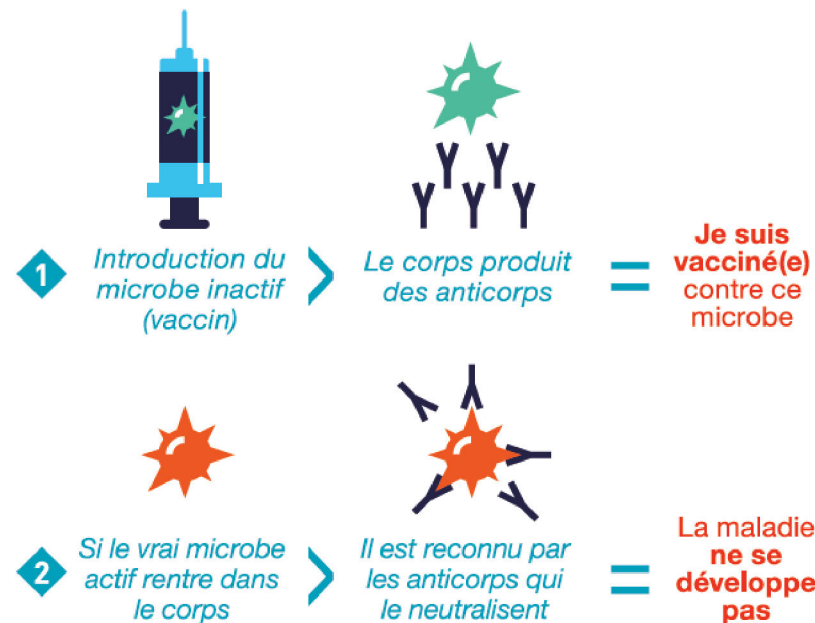 1
Introduction du
microbe inactif
(vaccin)
>
Le corps produit
des anticorps
=
Je suis
vacciné(e)
contre ce
microbe
2
Si le vrai microbe
actif rentre dans
le corps
>
Il est reconnu par
les anticorps qui
le neutralisent
=
La maladie
ne se
développe
pas